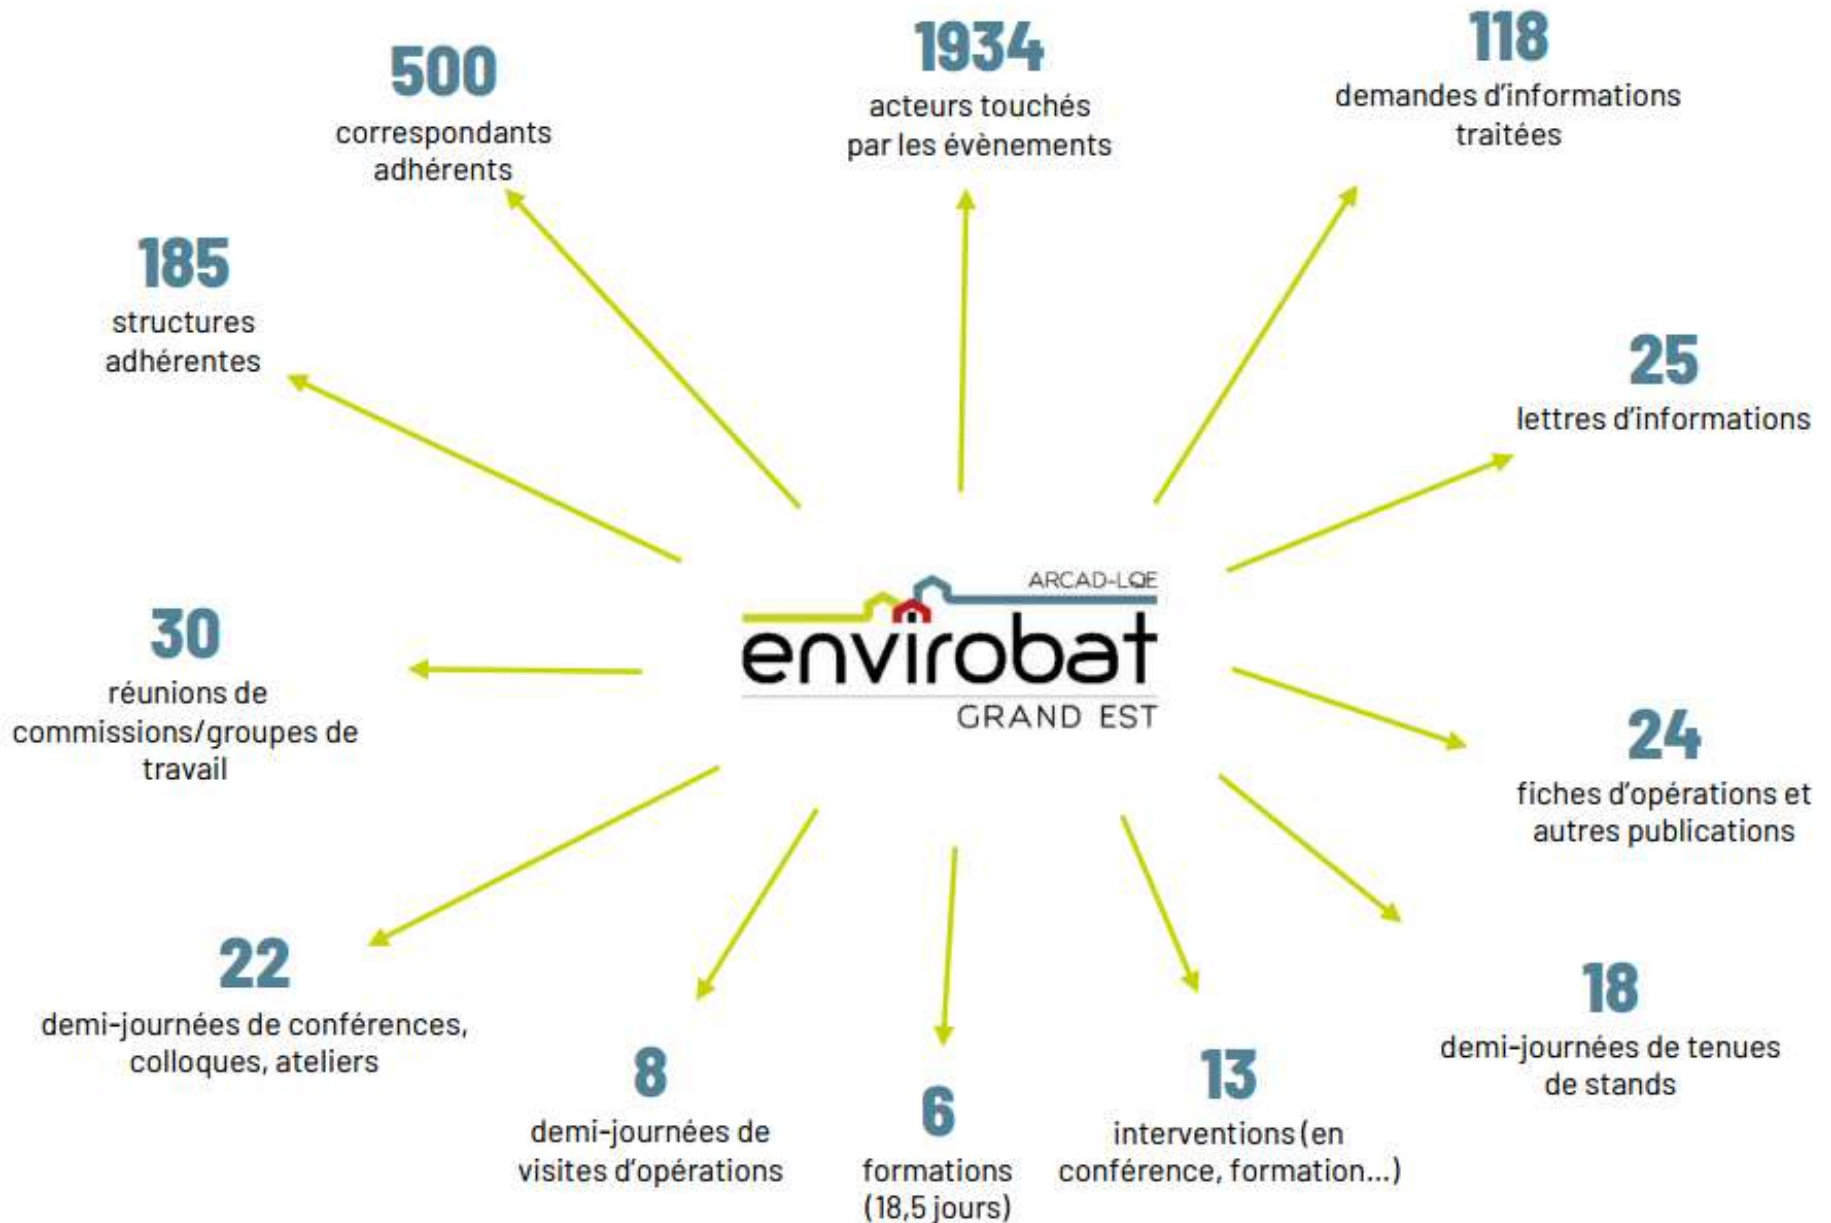 500
correspondants
adhérents
1934
acteurs touchés
par les évènements
118
demandes d'informations
traitées
185
structures
adhérentes
25
lettres d'informations
ARCAD-LQE
envirobat
GRAND EST
30
réunions de
commissions/groupes de
travail
24
fiches d'opérations et
autres publications
22
demi-journées de conférences,
colloques, ateliers
8
demi-journées de
visites d'opérations
6
formations
(18,5 jours)
13
interventions (en
conférence, formation...)
18
demi-journées de tenues
de stands